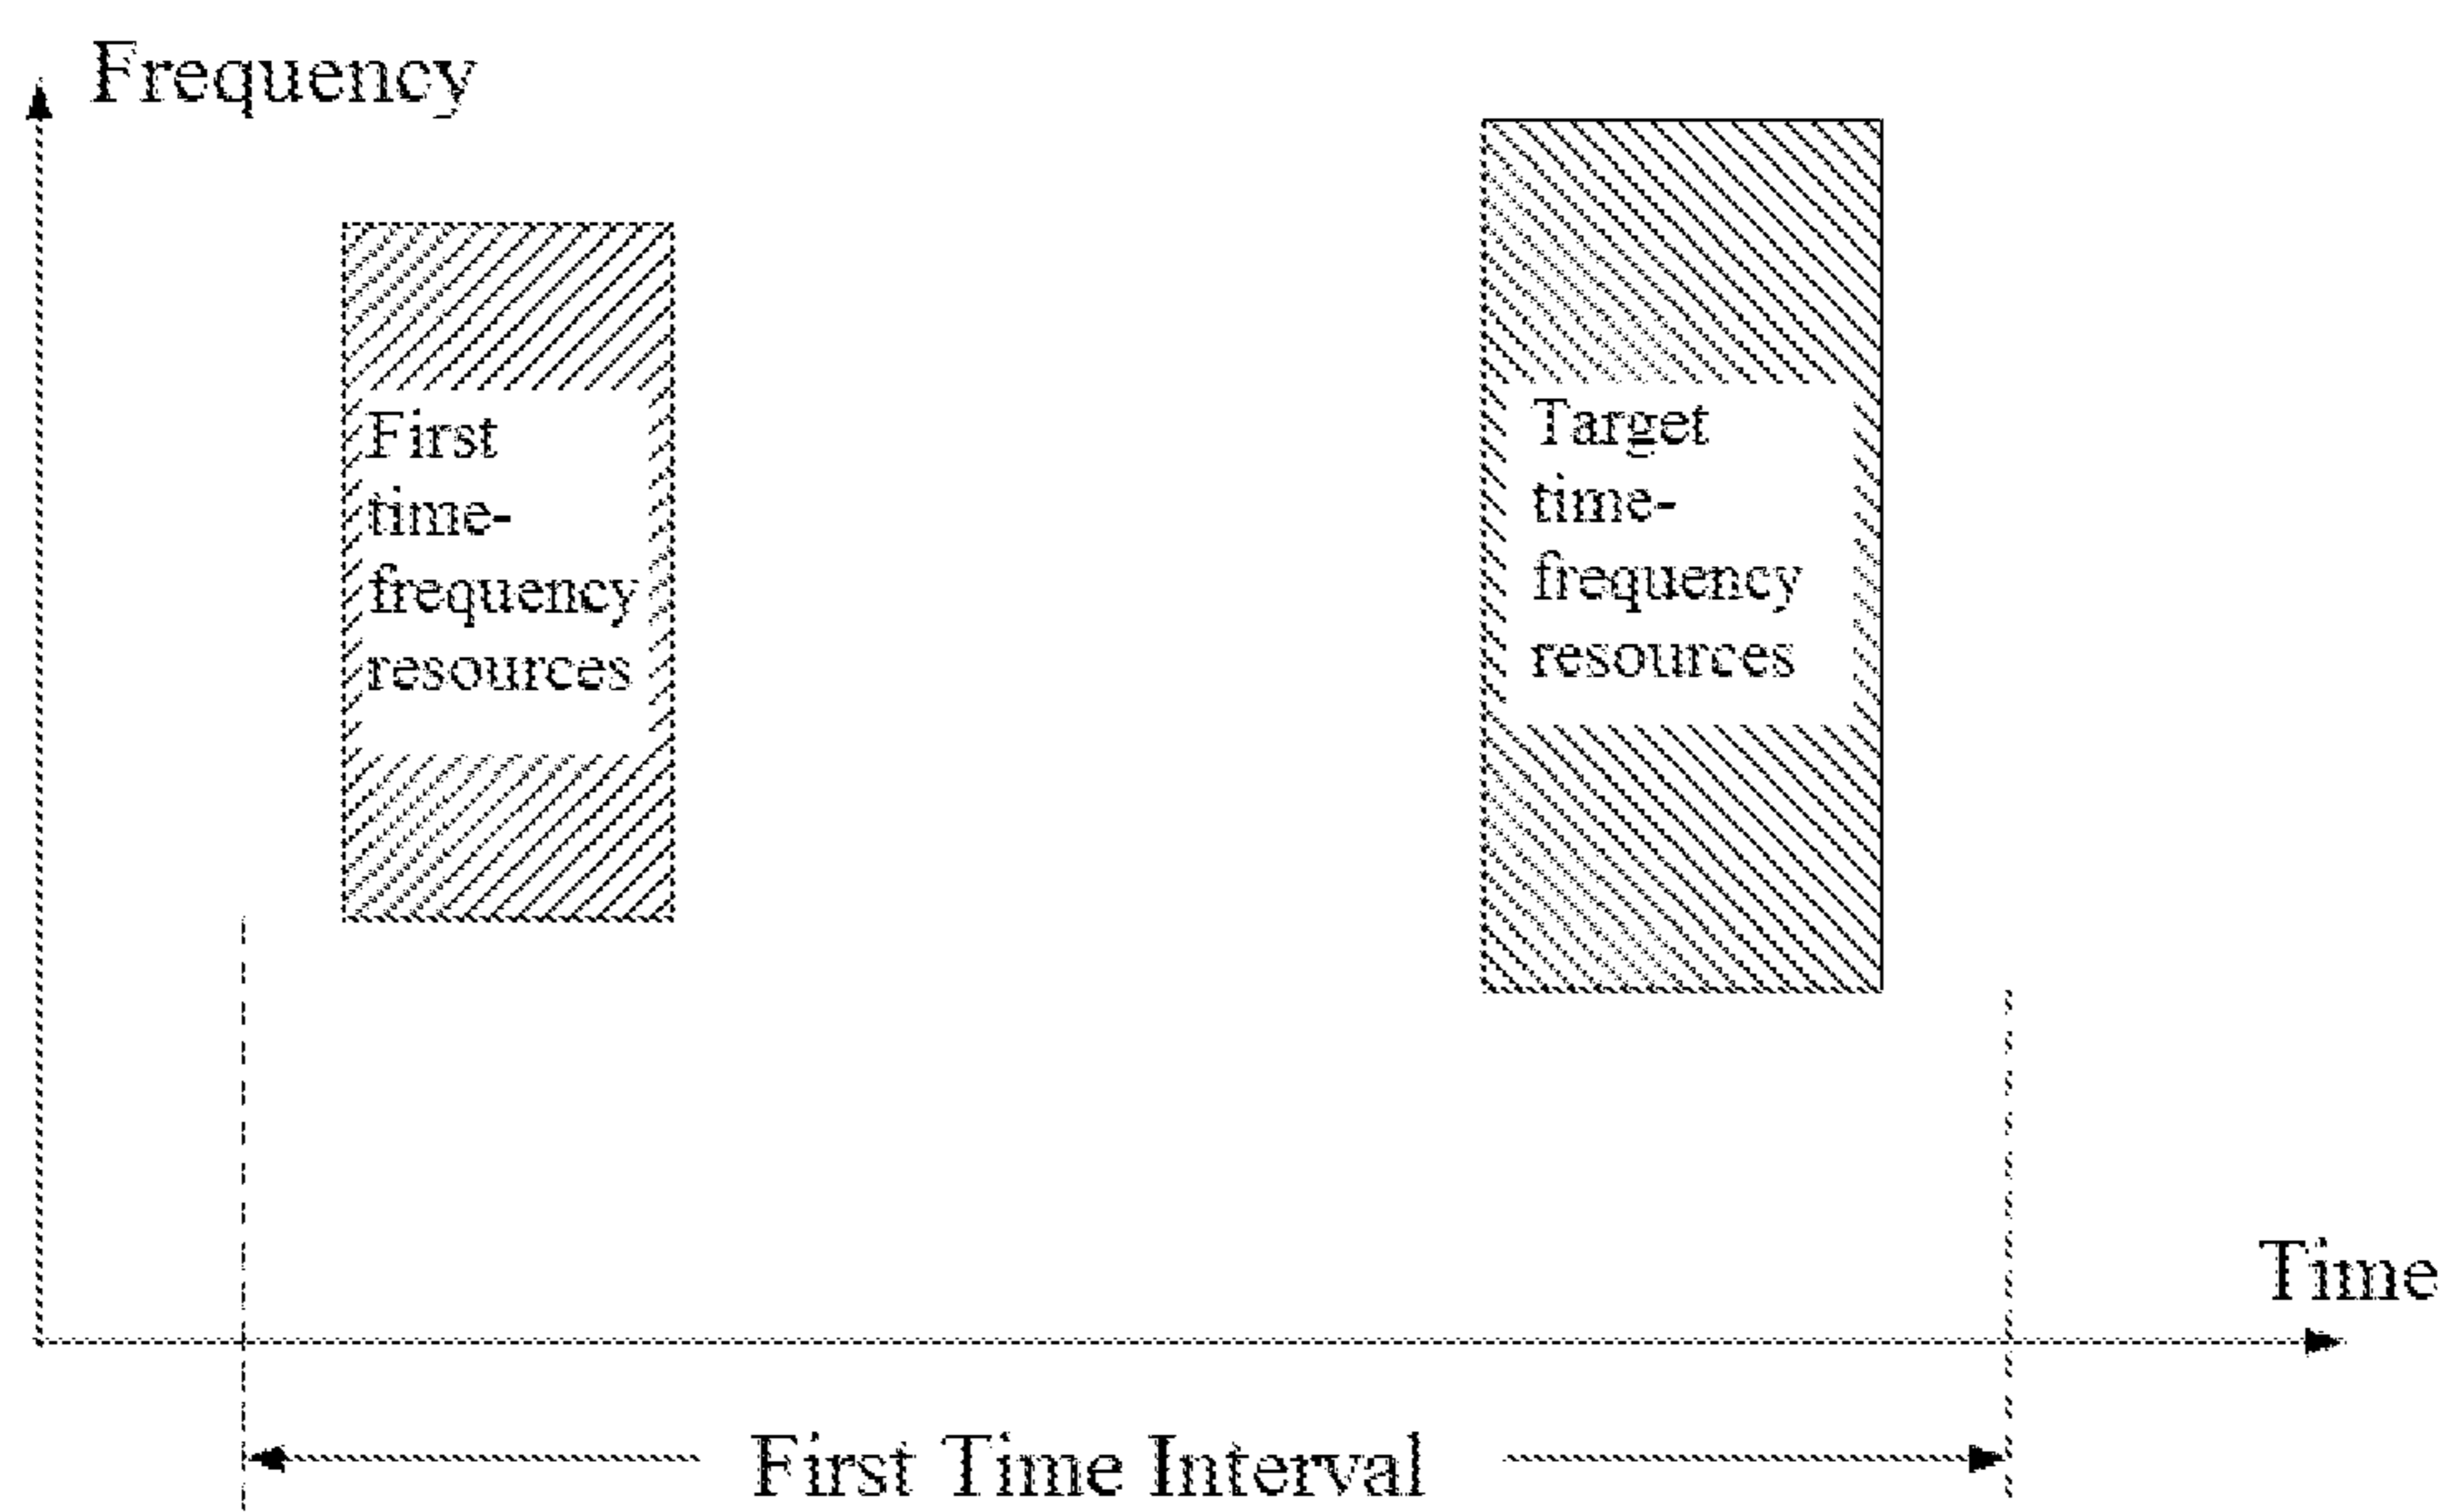 Frequency
First
time-
frequency
resources
Target
time-
frequency
resources
Time
First Time Interval